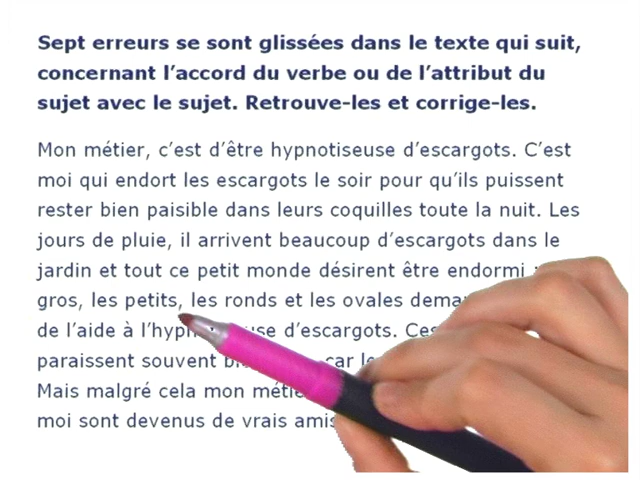 Sept erreurs se sont glissées dans le texte qui suit,
concernant l’accord du verbe ou de l’attribut du
sujet avec le sujet. Retrouve-les et corrige-les.
Mon métier, c’est d’être hypnotiseuse d’escargots. C’est
moi qui endort les escargots le soir pour qu’ils puissent
rester bien paisible dans leurs coquilles toute la nuit. Les
jours de pluie, il arrivent beaucoup d’escargots dans le
jardin et tout ce petit monde désirent être endormi
gros, les petits, les ronds et les ovales
de l’aide à d’escargots.
paraissent souvent car
Mais malgré cela mon
moi sont devenus de vrais